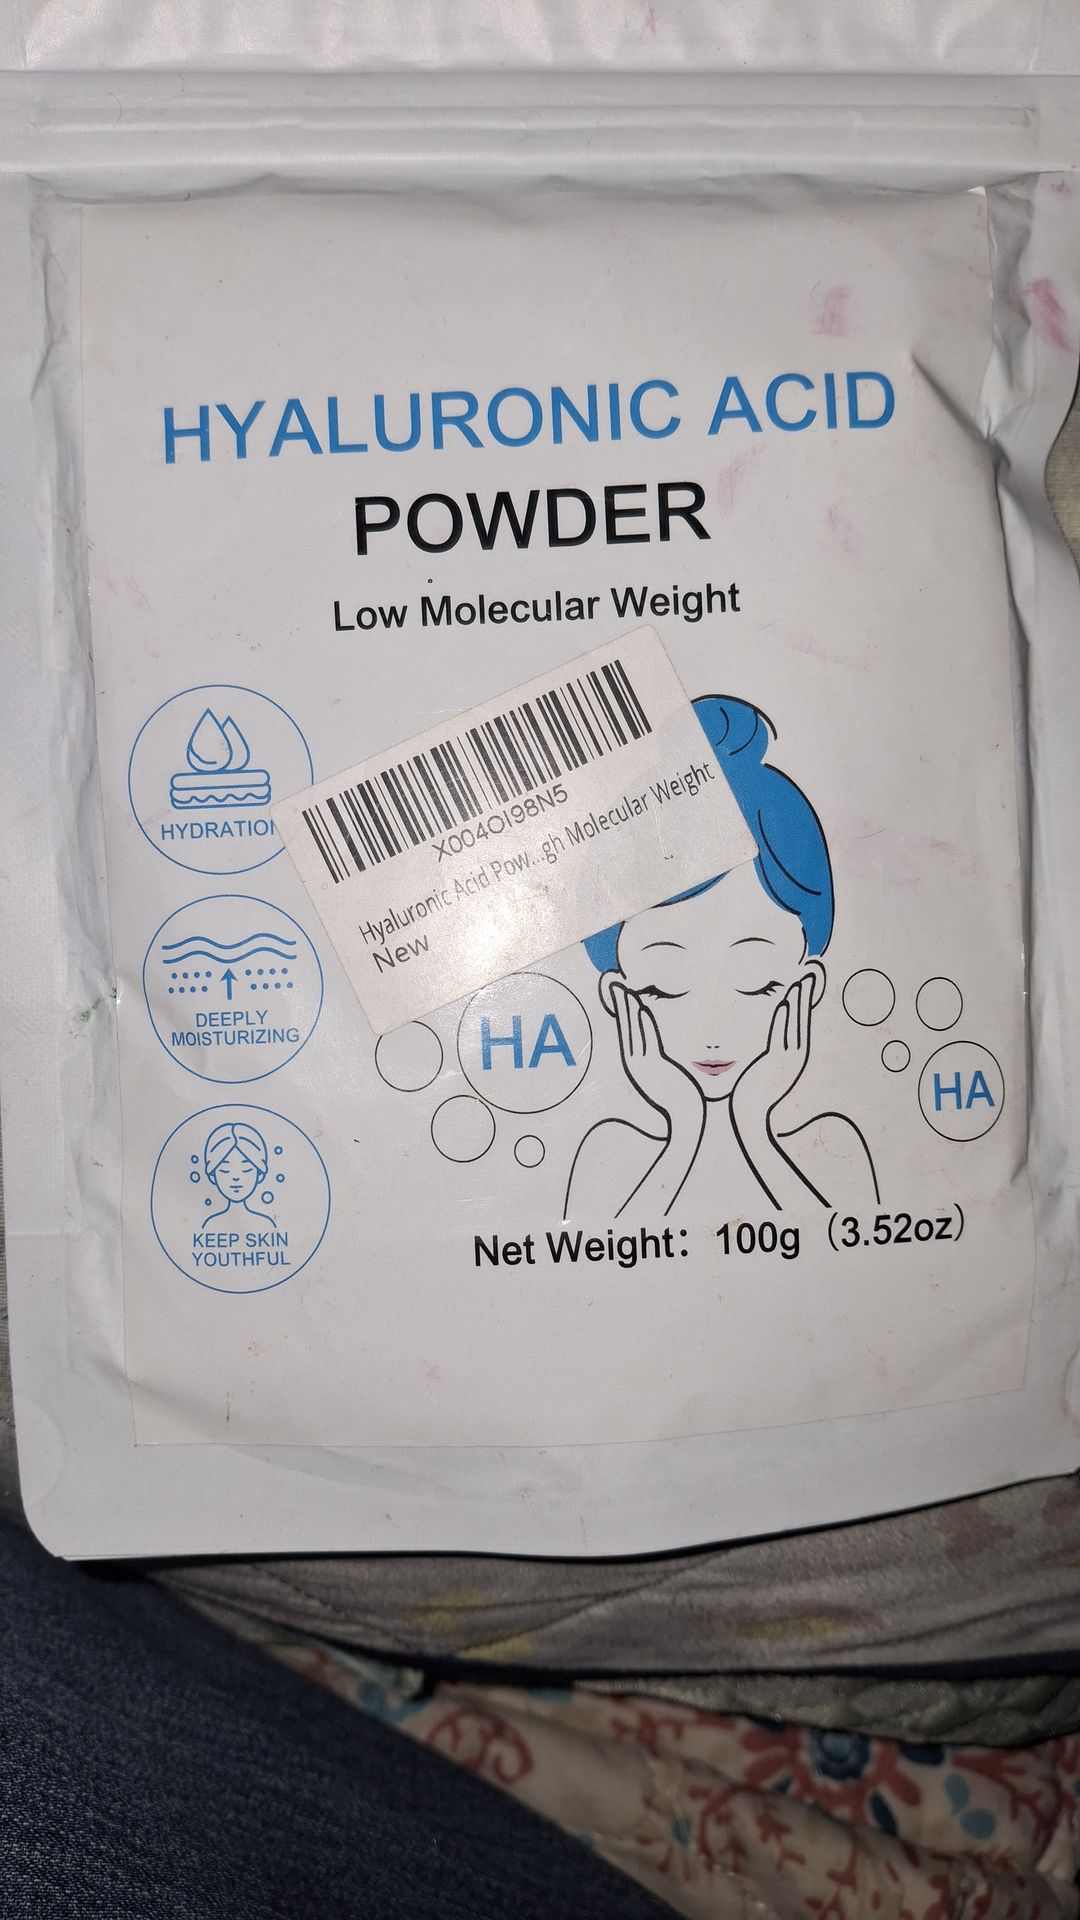 HYALURONIC ACID
POWDER
Low Molecular Weight
X004OI98N5
Hyaluronic Acid Pow...gh Molecular Weight
New
HYDRATION
DEEPLY
MOISTURIZING
KEEP SKIN
YOUTHFUL
HA
HA
Net Weight: 100g (3.52oz)